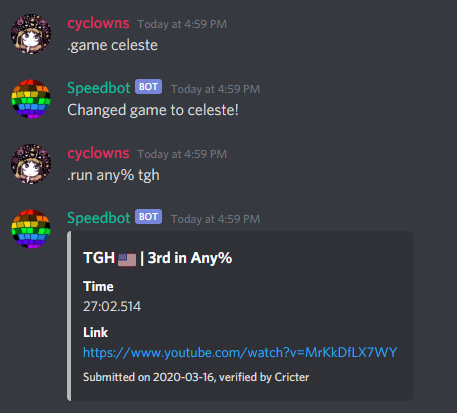 cyclowns Today at 4:59 PM
.game celeste
Speedbot BOT Today at 4:59 PM
Changed game to celeste!
cyclowns Today at 4:59 PM
.run any% tgh
Speedbot BOT Today at 4:59 PM
TGH 🇺🇸 | 3rd in Any%
Time
27:02.514
Link
https://www.youtube.com/watch?v=MrKkDfLX7WY
Submitted on 2020-03-16, verified by Cricter